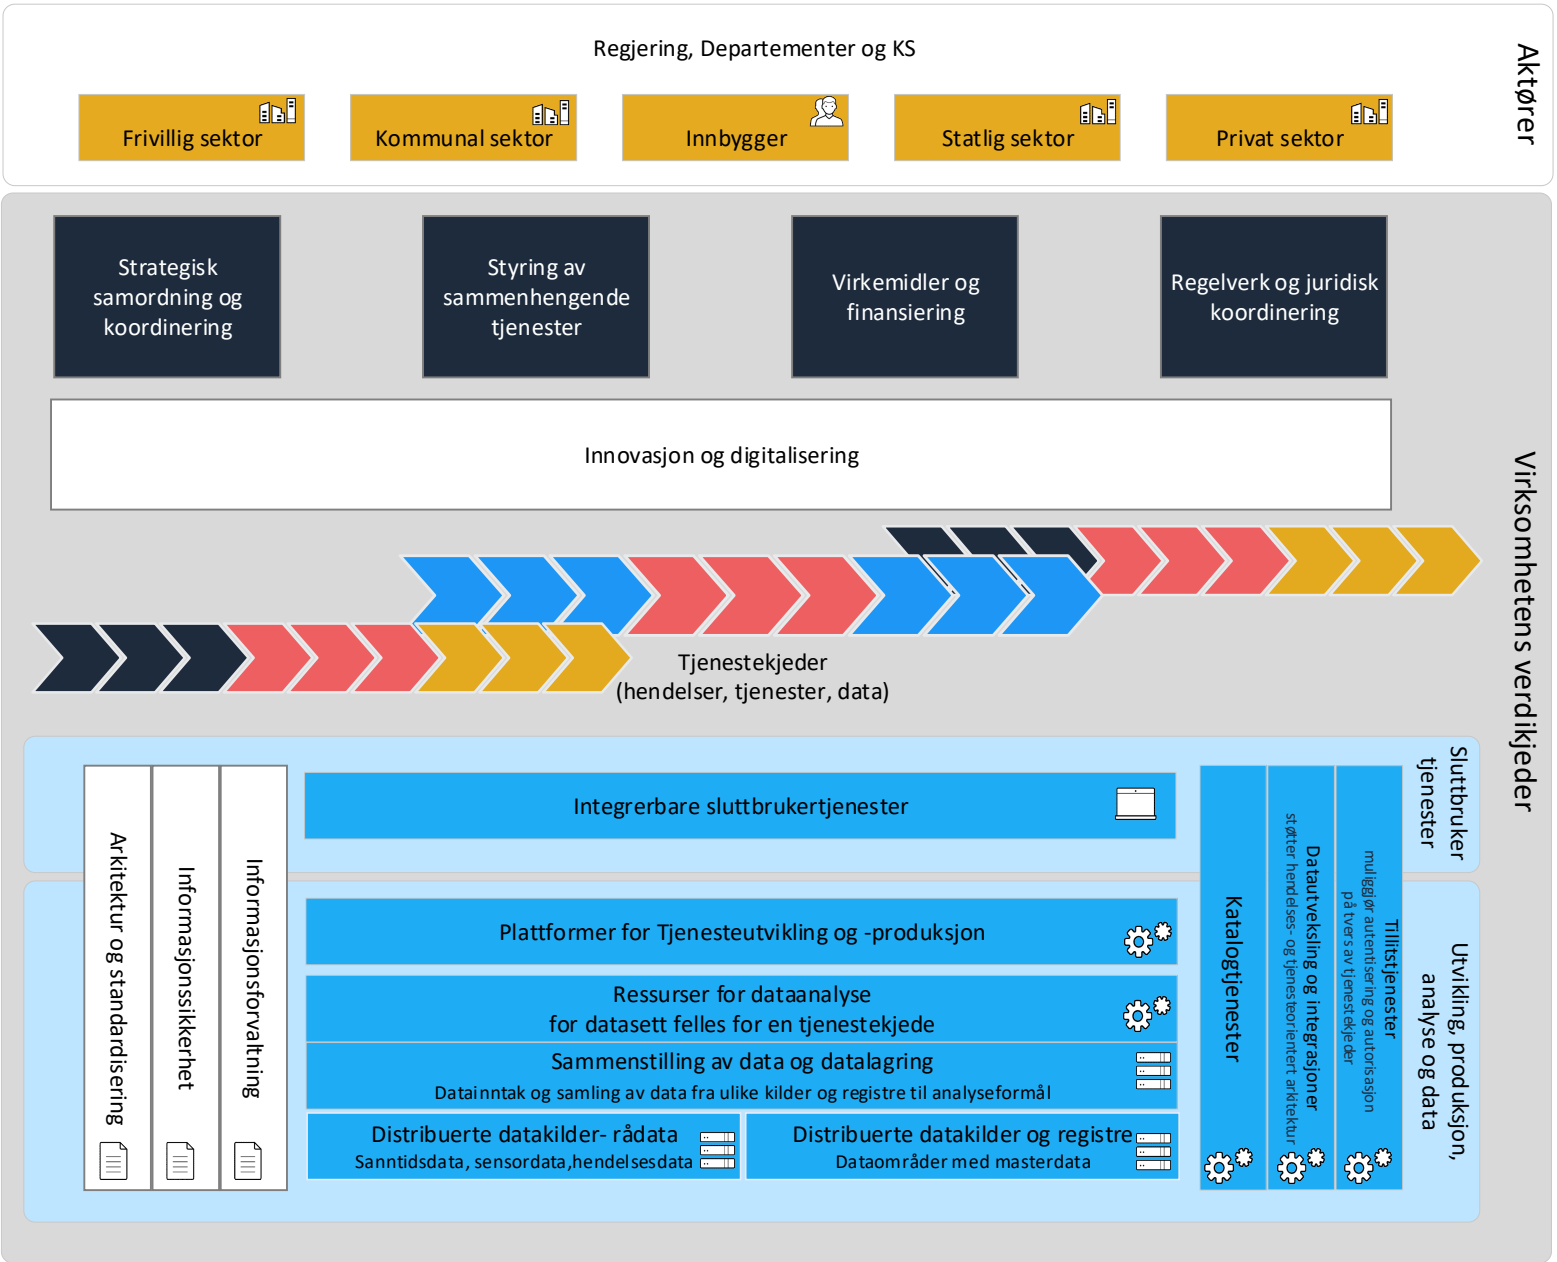 Regjering, Departementer og KS
Aktører
Frivillig sektor
Kommunal sektor
Innbygger
Statlig sektor
Privat sektor
Virksomhetens verdikjeder
Strategisk
samordning og
koordinering
Styring av
sammenhengende
tjenester
Virkemidler og
finansiering
Regelverk og juridisk
koordinering
Innovasjon og digitalisering
Tjenestekjeder
(hendelser, tjenester, data)
Sluttbruker
tjenester
Arkitektur og standardisering
Informasjonssikkerhet
Informasjonsforvaltning
Integrerbare sluttbrukertjenester
Plattformer for Tjenesteutvikling og -produksjon
Ressurser for dataanalyse
for datasett felles for en tjenestekjede
Sammenstilling av data og datalagring
Datainntak og samling av data fra ulike kilder og registre til analyseformål
Distribuerte datakilder- rådata
Sanntidsdata, sensordata,hendelsesdata
Distribuerte datakilder og registre
Dataområder med masterdata
Katalogtjenester
Datautveksling og integrasjoner
støtter hendelses- og tjenesteorientert arkitektur
Tillitstjenester
muliggjør autentisering og autorisasjon
på tvers av tjenestekjeder
Utvikling, produksjon,
analyse og data